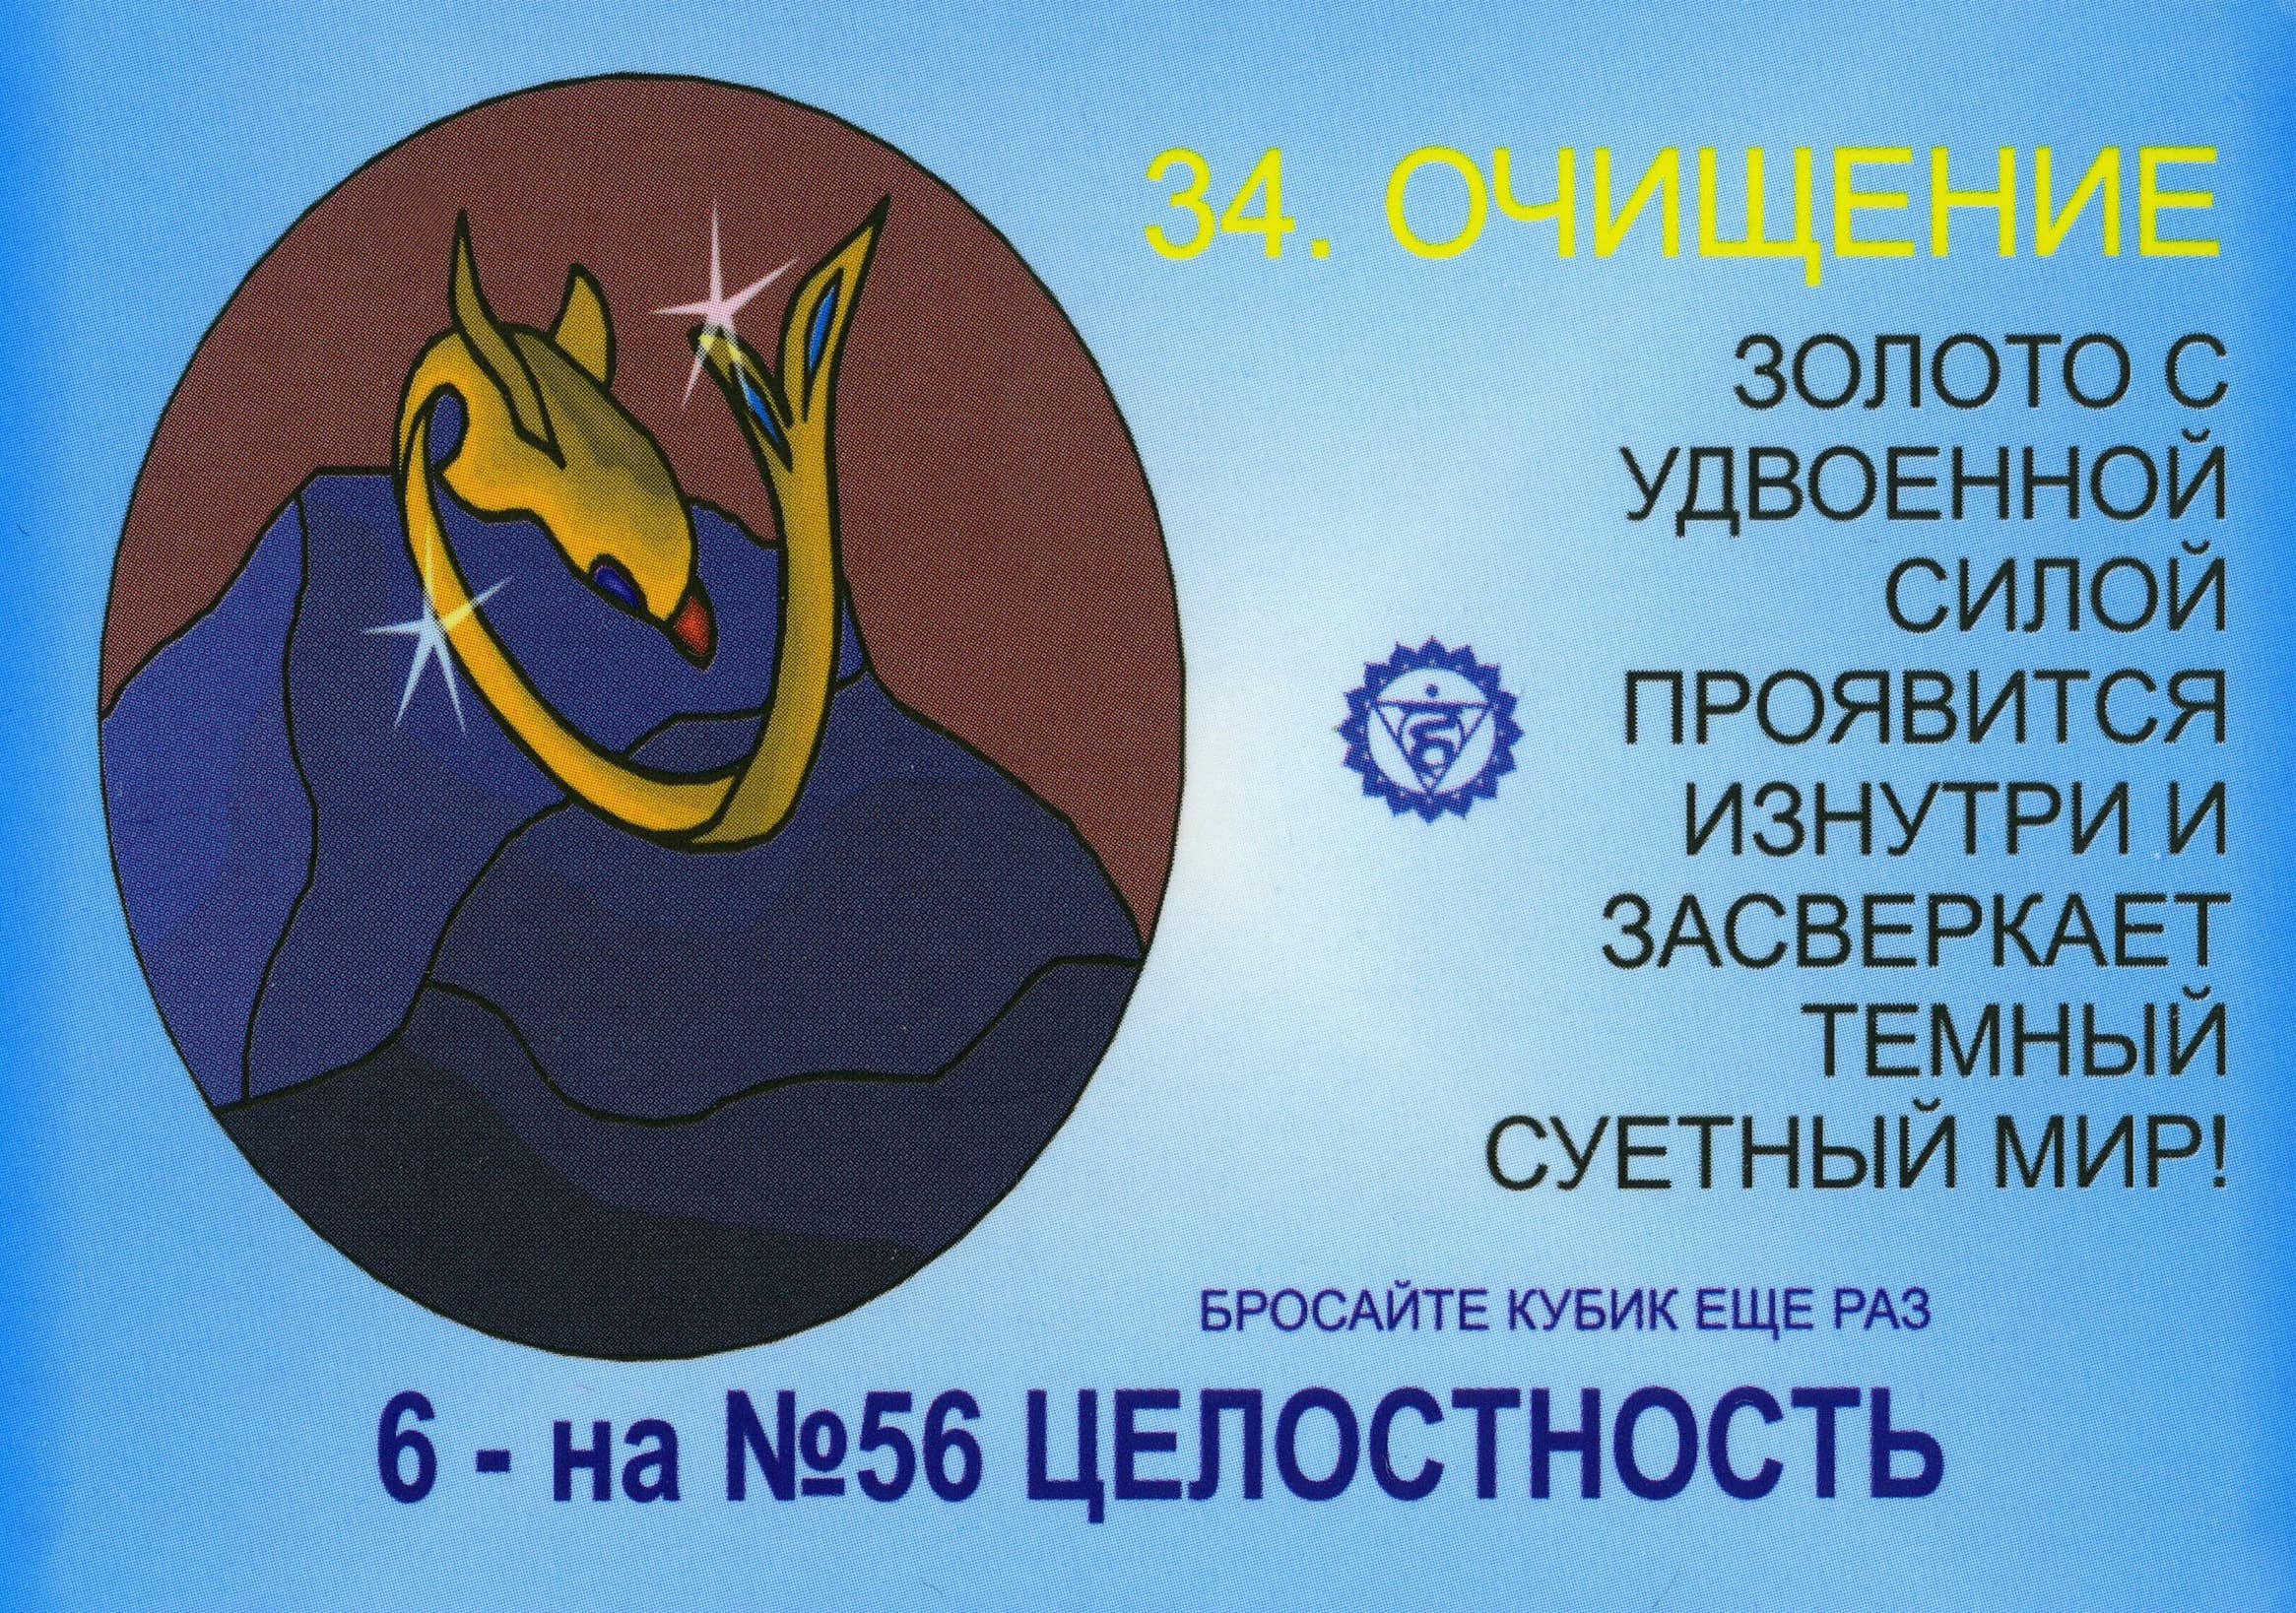 34. ОЧИЩЕНИЕ
ЗОЛОТО С
УДВОЕННОЙ
СИЛОЙ
ПРОЯВИТСЯ
ИЗНУТРИ И
ЗАСВЕРКАЕТ
ТЕМНЫЙ
СУЕТНЫЙ МИР!
БРОСАЙТЕ КУБИК ЕЩЕ РАЗ
6 - на №56 ЦЕЛОСТНОСТЬ